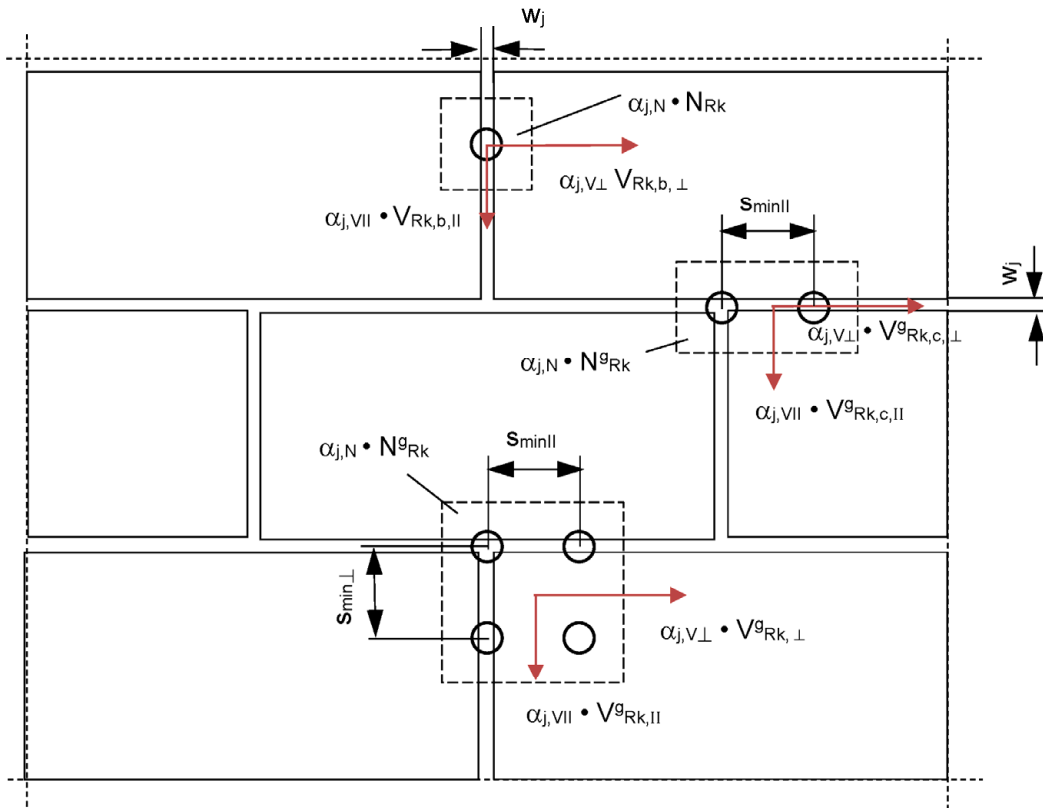 wj
αj,N • NRk
αj,V⊥ VRk,b, ⊥
αj,VII • VRk,b,II
sminII
wj
αj,V⊥ • VgRk,c,⊥
αj,N • NgRk
αj,VII • VgRk,c,II
sminII
αj,N • NgRk
smin⊥
αj,V⊥ • VgRk, ⊥
αj,VII • VgRk,II